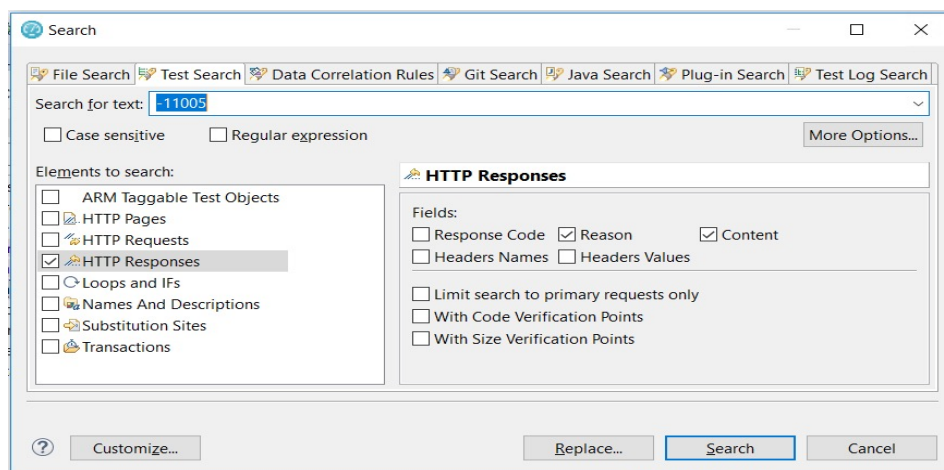 Search
File Search Test Search Data Correlation Rules Git Search Java Search Plug-in Search Test Log Search
Search for text: -11005
Case sensitive Regular expression More Options...
Elements to search:
HTTP Responses
ARM Taggable Test Objects
HTTP Pages
HTTP Requests
HTTP Responses
Loops and IFs
Names And Descriptions
Substitution Sites
Transactions
Fields:
Response Code Reason Content
Headers Names Headers Values
Limit search to primary requests only
With Code Verification Points
With Size Verification Points
? Customize... Replace... Search Cancel